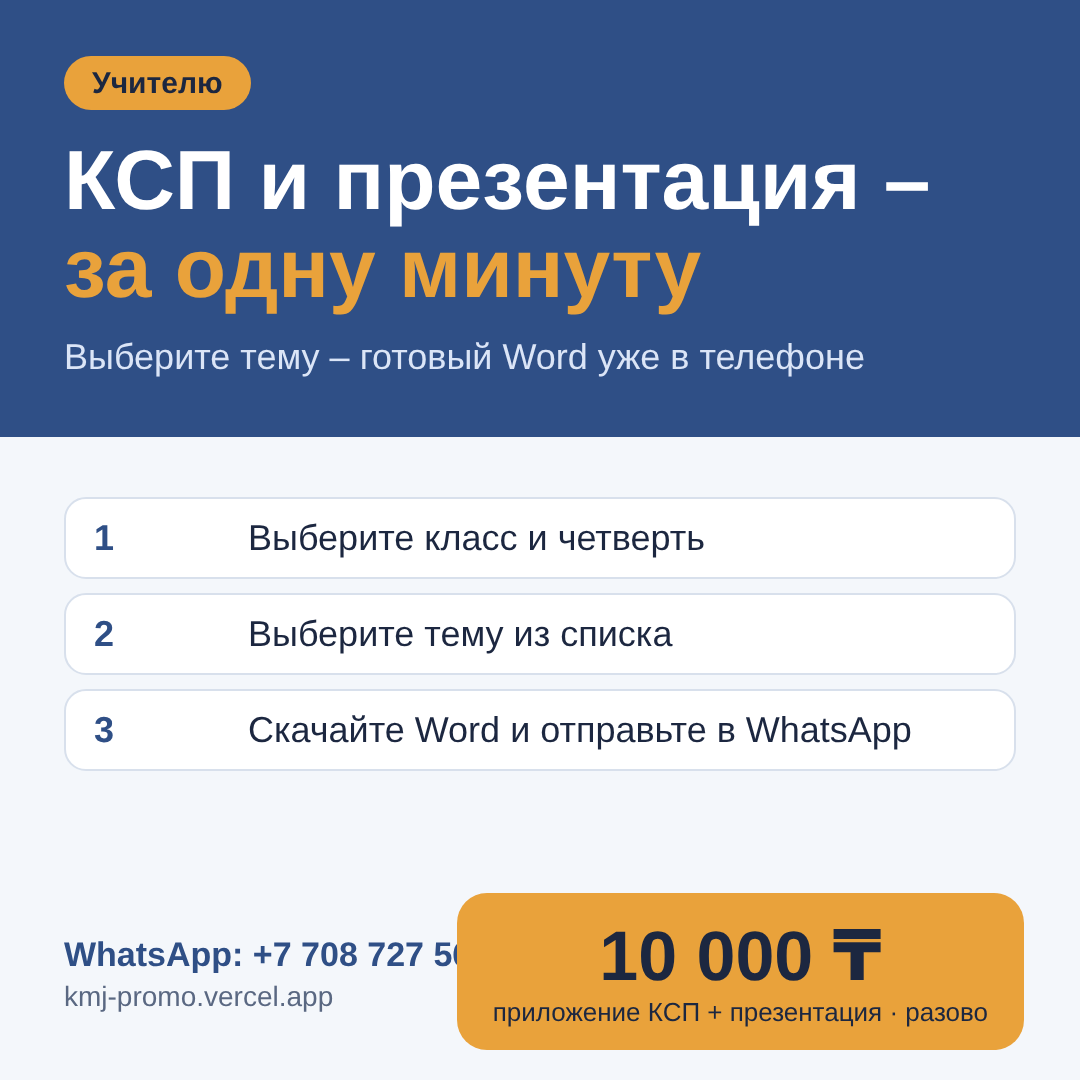 Учителю
КСП и презентация –
за одну минуту
Выберите тему – готовый Word уже в телефоне
1 Выберите класс и четверть
2 Выберите тему из списка
3 Скачайте Word и отправьте в WhatsApp
WhatsApp: +7 708 727
kmj-promo.vercel.app
10 000 ₸
приложение КСП + презентация · разово